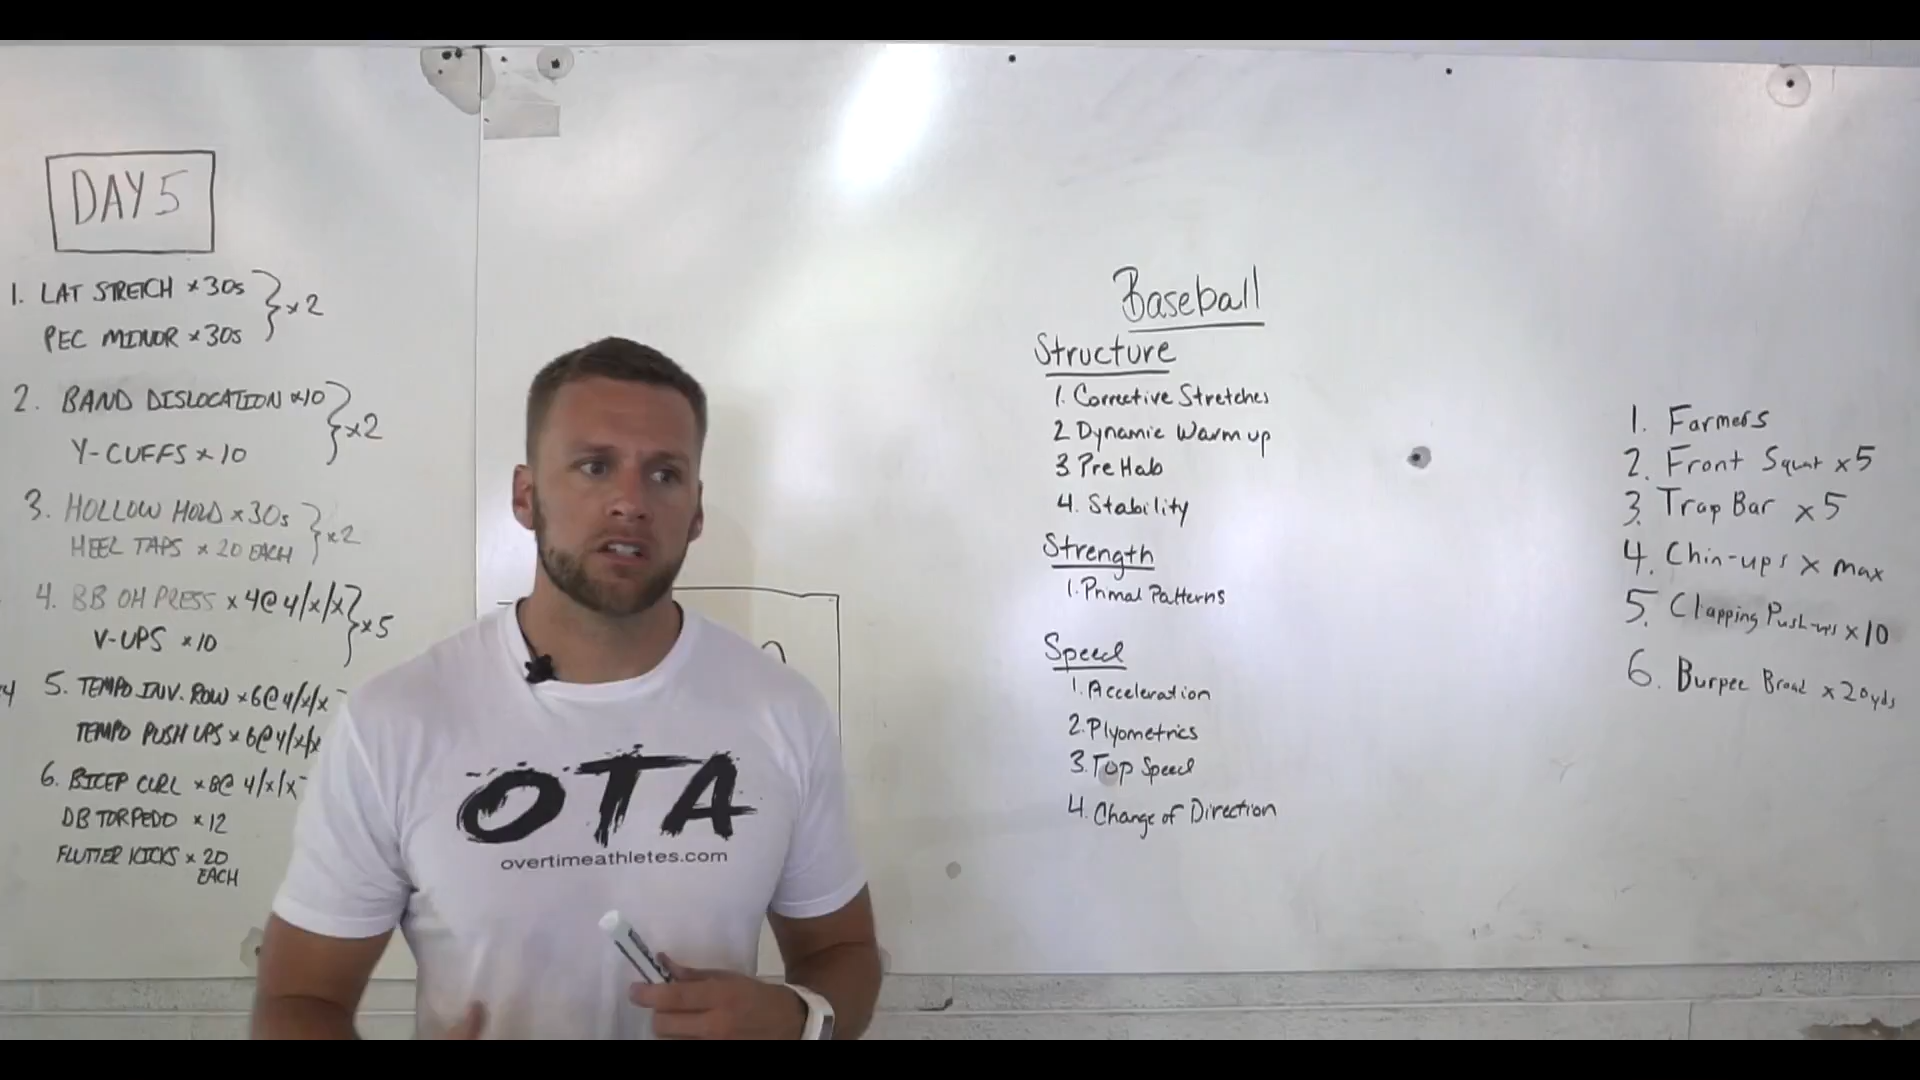 DAY 5
1. LAT STRETCH x 30s } x 2
PEC MINOR x 30s
2. BAND DISLOCATION x10 } x 2
Y-CUFFS x 10
3. HOLLOW HOLD x 30s } x 2
HEEL TAPS x 20 EACH
4. BB OH PRESS x 4@4/x/x } x 5
V-UPS x 10
5. TEMPO INV. ROW x 6@4/x/x
TEMPO PUSH UPS x 6@4/x/x
6. BICEP CURL x 8@ 4/x/x
DB TORPEDO x 12
FLUTTER KICKS x 20
EACH
OTA
overtimeathletes.com
Baseball
Structure
1. Corrective Stretches
2 Dynamic Warm up
3 PreHab
4. Stability
Strength
1. Primal Patterns
Speed
1. Acceleration
2. Plyometrics
3. Top Speed
4. Change of Direction
1. Farmers
2. Front Squat x 5
3. Trap Bar x 5
4. Chin-ups x max
5. Clapping Push-ups x 10
6. Burpee Broad x 20yds